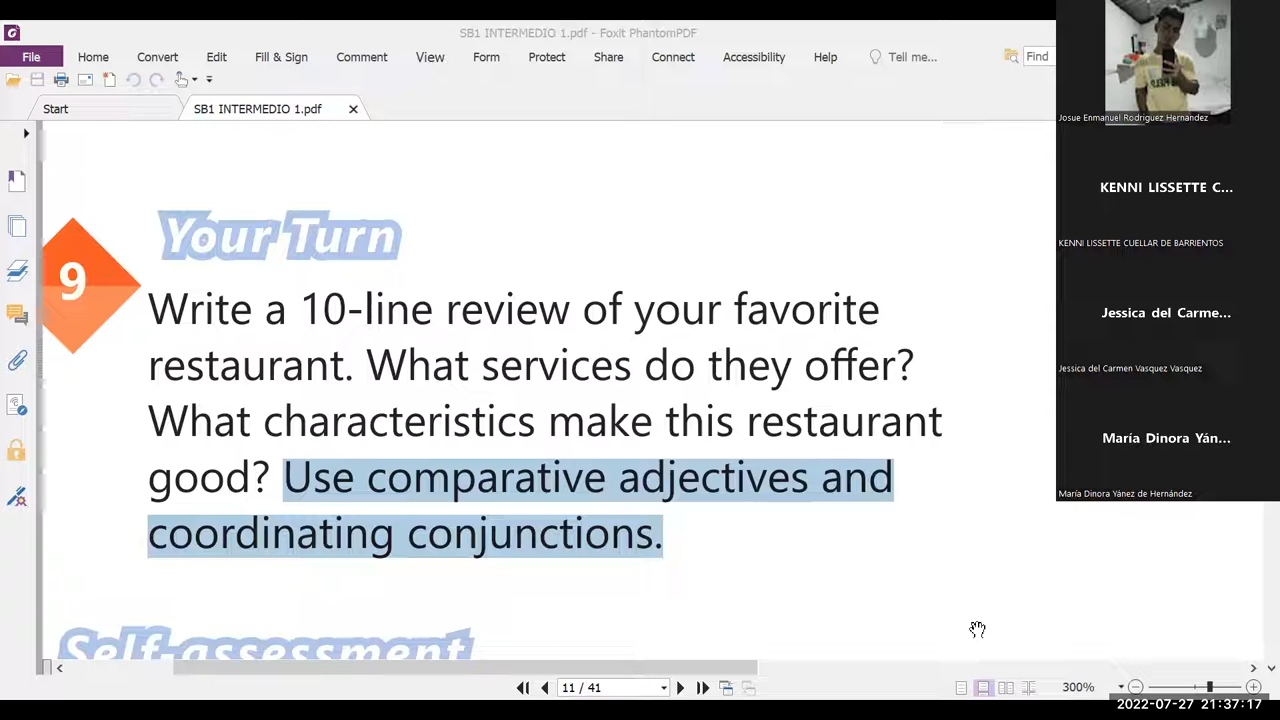 SB1 INTERMEDIO 1.pdf - Foxit PhantomPDF
File Home Convert Edit Fill & Sign Comment View Form Protect Share Connect Accessibility Help Tell me... Find
Start SB1 INTERMEDIO 1.pdf
Your Turn
9
Write a 10-line review of your favorite
restaurant. What services do they offer?
What characteristics make this restaurant
good? Use comparative adjectives and
coordinating conjunctions.
Self-assessment
11 / 41
300%
Josue Enmanuel Rodriguez Hernandez
KENNI LISSETTE C...
KENNI LISSETTE CUELLAR DE BARRIENTOS
Jessica del Carme...
Jessica del Carmen Vasquez Vasquez
María Dinora Yán...
María Dinora Yánez de Hernández
2022-07-27 21:37:17